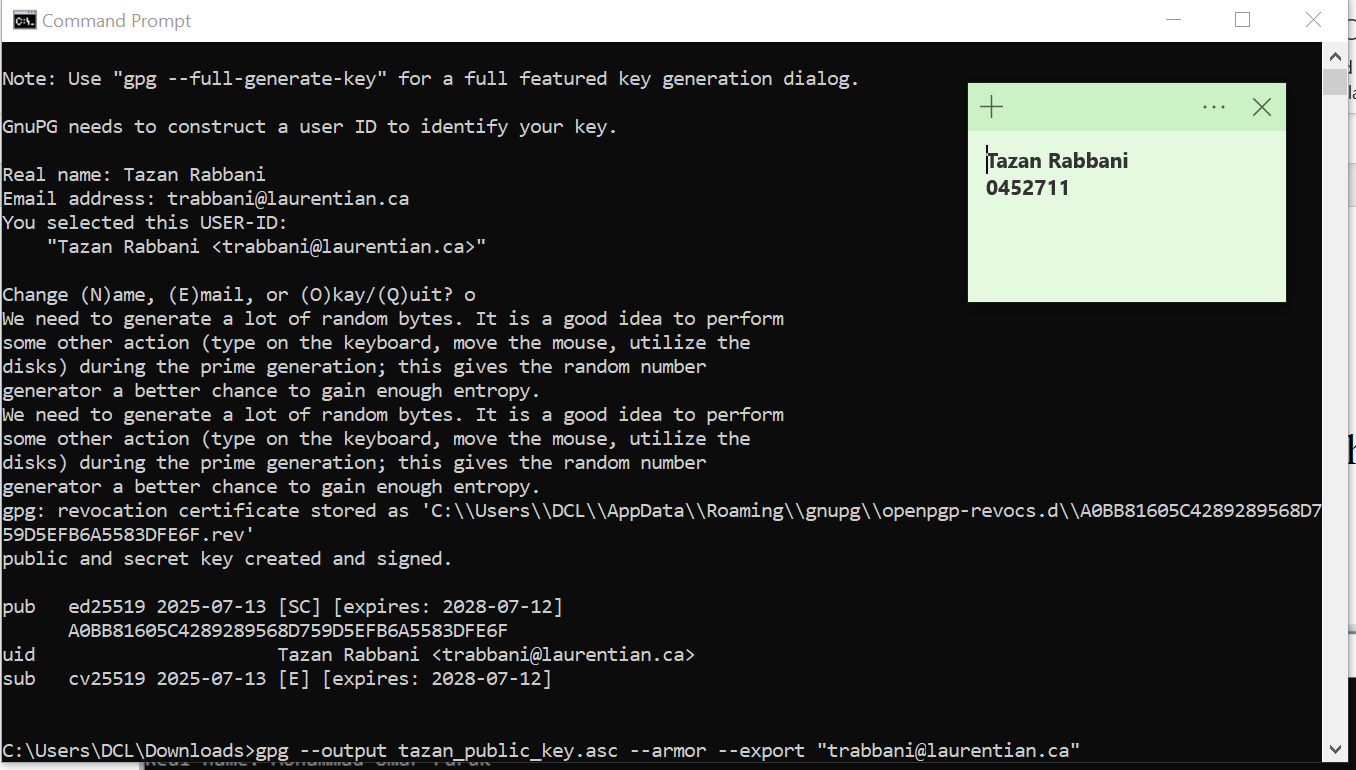 Command Prompt
Note: Use "gpg --full-generate-key" for a full featured key generation dialog.
GnuPG needs to construct a user ID to identify your key.
Real name: Tazan Rabbani
Email address: trabbani@laurentian.ca
You selected this USER-ID:
    "Tazan Rabbani <trabbani@laurentian.ca>"
Change (N)ame, (E)mail, or (O)kay/(Q)uit? o
We need to generate a lot of random bytes. It is a good idea to perform
some other action (type on the keyboard, move the mouse, utilize the
disks) during the prime generation; this gives the random number
generator a better chance to gain enough entropy.
We need to generate a lot of random bytes. It is a good idea to perform
some other action (type on the keyboard, move the mouse, utilize the
disks) during the prime generation; this gives the random number
generator a better chance to gain enough entropy.
gpg: revocation certificate stored as 'C:\\Users\\DCL\\AppData\\Roaming\\gnupg\\openpgp-revocs.d\\A0BB81605C4289289568D7
59D5EFB6A5583DFE6F.rev'
public and secret key created and signed.
pub   ed25519 2025-07-13 [SC] [expires: 2028-07-12]
      A0BB81605C4289289568D759D5EFB6A5583DFE6F
uid                      Tazan Rabbani <trabbani@laurentian.ca>
sub   cv25519 2025-07-13 [E] [expires: 2028-07-12]
C:\Users\DCL\Downloads>gpg --output tazan_public_key.asc --armor --export "trabbani@laurentian.ca"
Tazan Rabbani
0452711